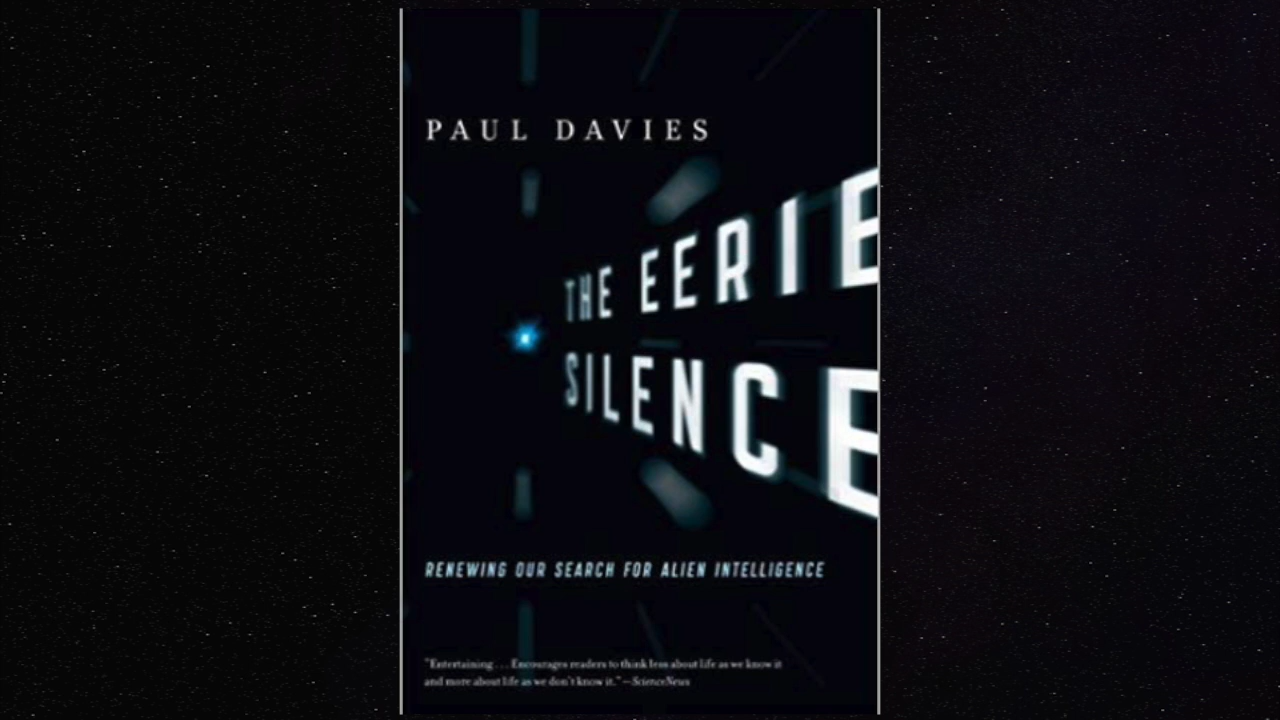 PAUL DAVIES
THE EERIE
SILENCE
RENEWING OUR SEARCH FOR ALIEN INTELLIGENCE
"Entertaining . . . Encourages readers to think less about life as we know it
and more about life as we don't know it." —ScienceNews